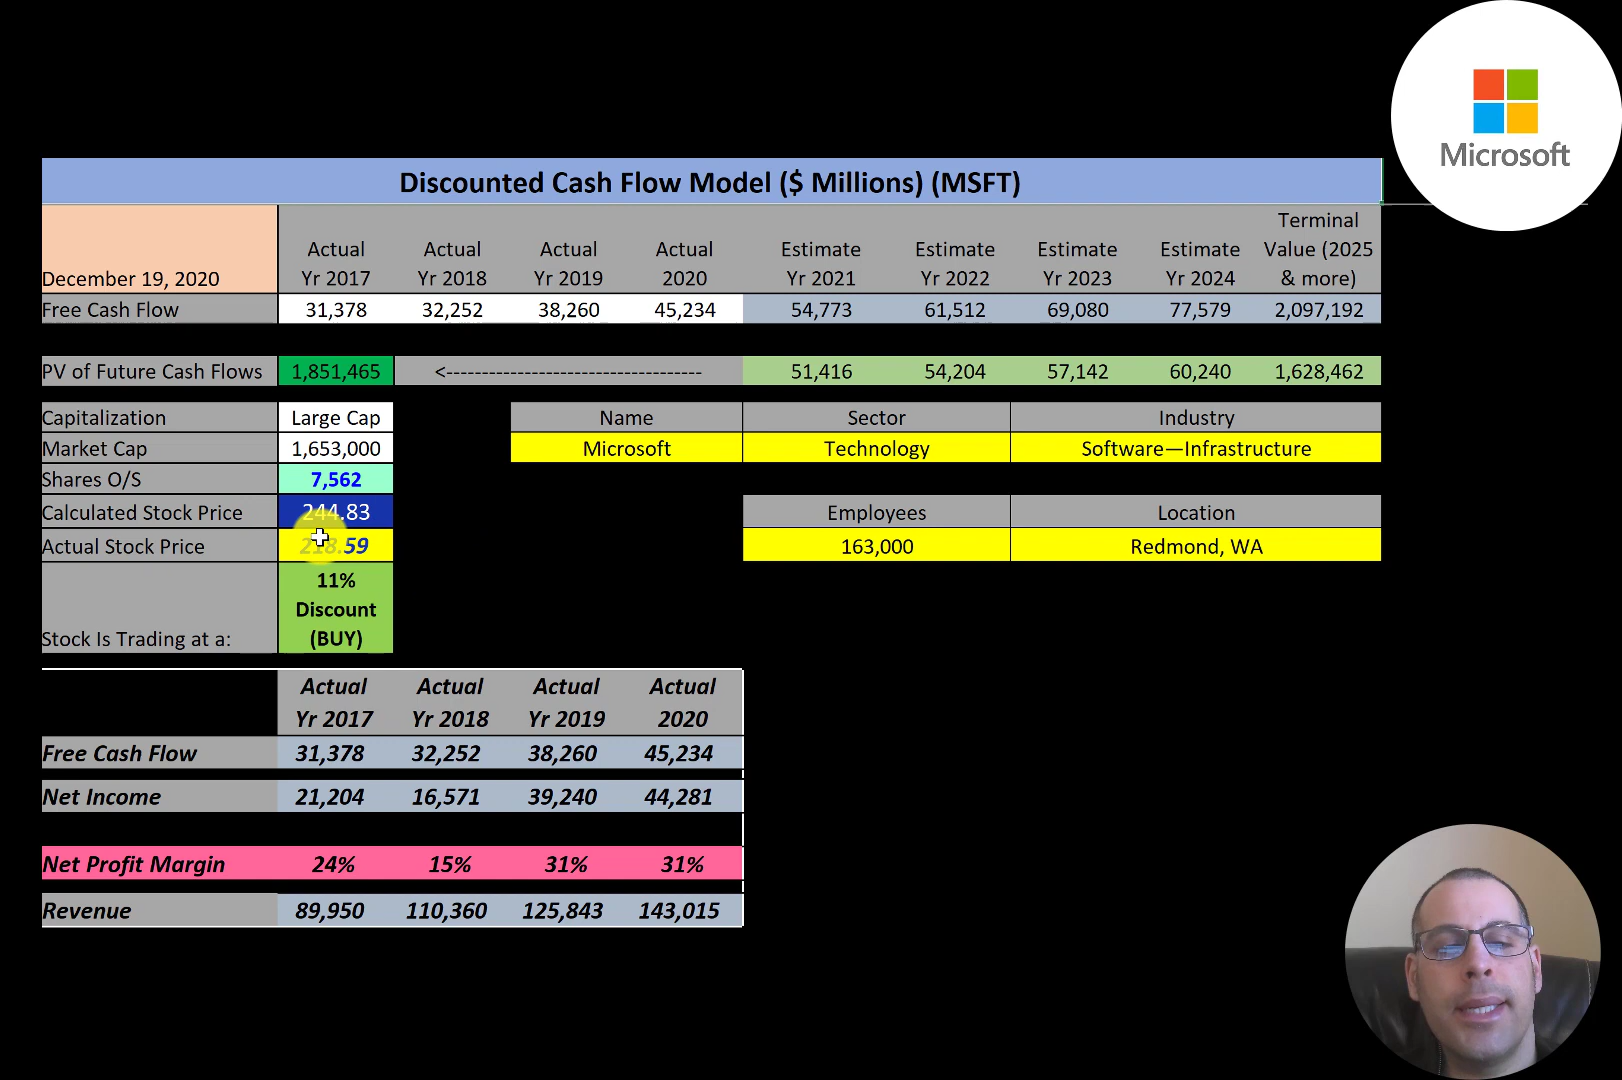 Microsoft
Discounted Cash Flow Model ($ Millions) (MSFT)
December 19, 2020 Actual Yr 2017 Actual Yr 2018 Actual Yr 2019 Actual 2020 Estimate Yr 2021 Estimate Yr 2022 Estimate Yr 2023 Estimate Yr 2024 Terminal Value (2025 & more)
Free Cash Flow 31,378 32,252 38,260 45,234 54,773 61,512 69,080 77,579 2,097,192
PV of Future Cash Flows 1,851,465 <------------------------------------ 51,416 54,204 57,142 60,240 1,628,462
Capitalization Large Cap Name Sector Industry
Market Cap 1,653,000 Microsoft Technology Software—Infrastructure
Shares O/S 7,562
Calculated Stock Price 244.83 Employees Location
Actual Stock Price 218.59 163,000 Redmond, WA
Stock Is Trading at a: 11% Discount (BUY)
Actual Yr 2017 Actual Yr 2018 Actual Yr 2019 Actual 2020
Free Cash Flow 31,378 32,252 38,260 45,234
Net Income 21,204 16,571 39,240 44,281
Net Profit Margin 24% 15% 31% 31%
Revenue 89,950 110,360 125,843 143,015